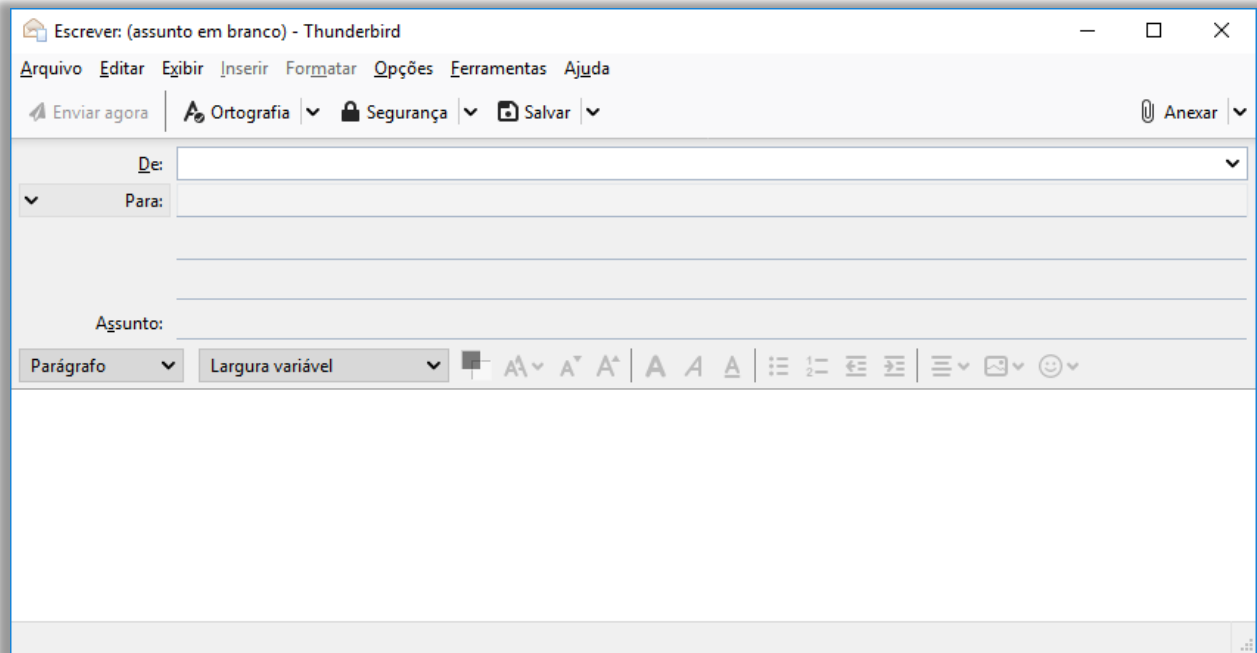 Escrever: (assunto em branco) - Thunderbird
Arquivo Editar Exibir Inserir Formatar Opções Ferramentas Ajuda
Enviar agora Ortografia Segurança Salvar Anexar
De:
Para:
Assunto:
Parágrafo Largura variável